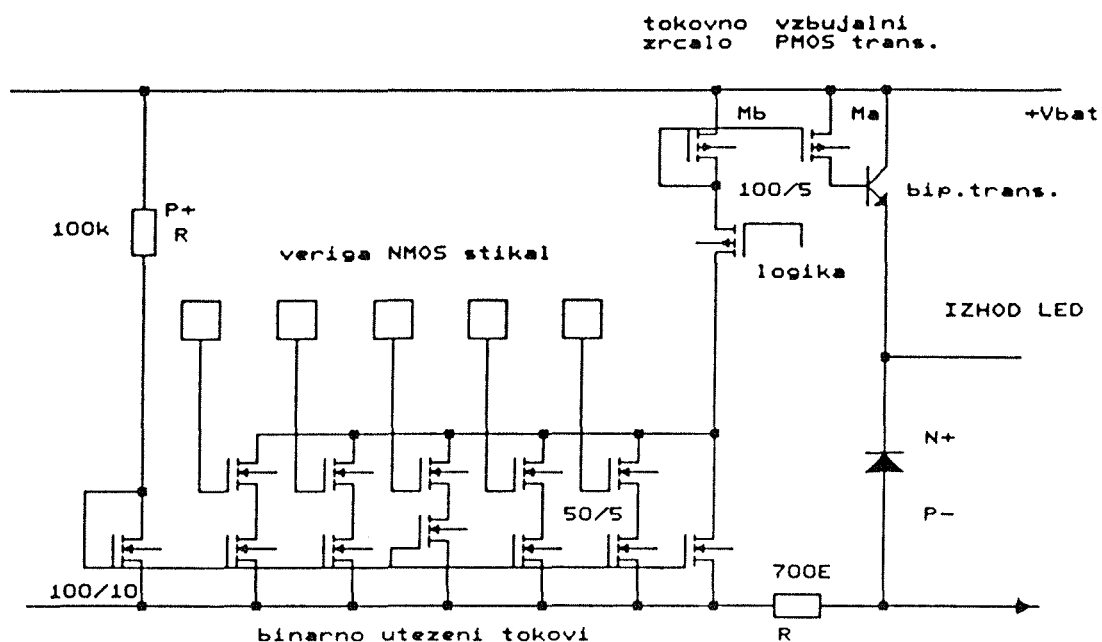 tokovno vzbujalni
zrcalo PMOS trans.
Mb Ma +Vbat
100/5 bip.trans.
P+
100k R
veriga NMOS stikal
logika
IZHOD LED
N+
50/5 P-
100/10
700E
binarno utezeni tokovi R